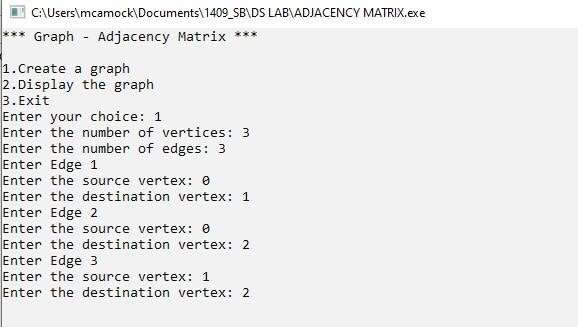 C:\Users\mcamock\Documents\1409_SB\DS LAB\ADJACENCY MATRIX.exe
*** Graph - Adjacency Matrix ***
1.Create a graph
2.Display the graph
3.Exit
Enter your choice: 1
Enter the number of vertices: 3
Enter the number of edges: 3
Enter Edge 1
Enter the source vertex: 0
Enter the destination vertex: 1
Enter Edge 2
Enter the source vertex: 0
Enter the destination vertex: 2
Enter Edge 3
Enter the source vertex: 1
Enter the destination vertex: 2